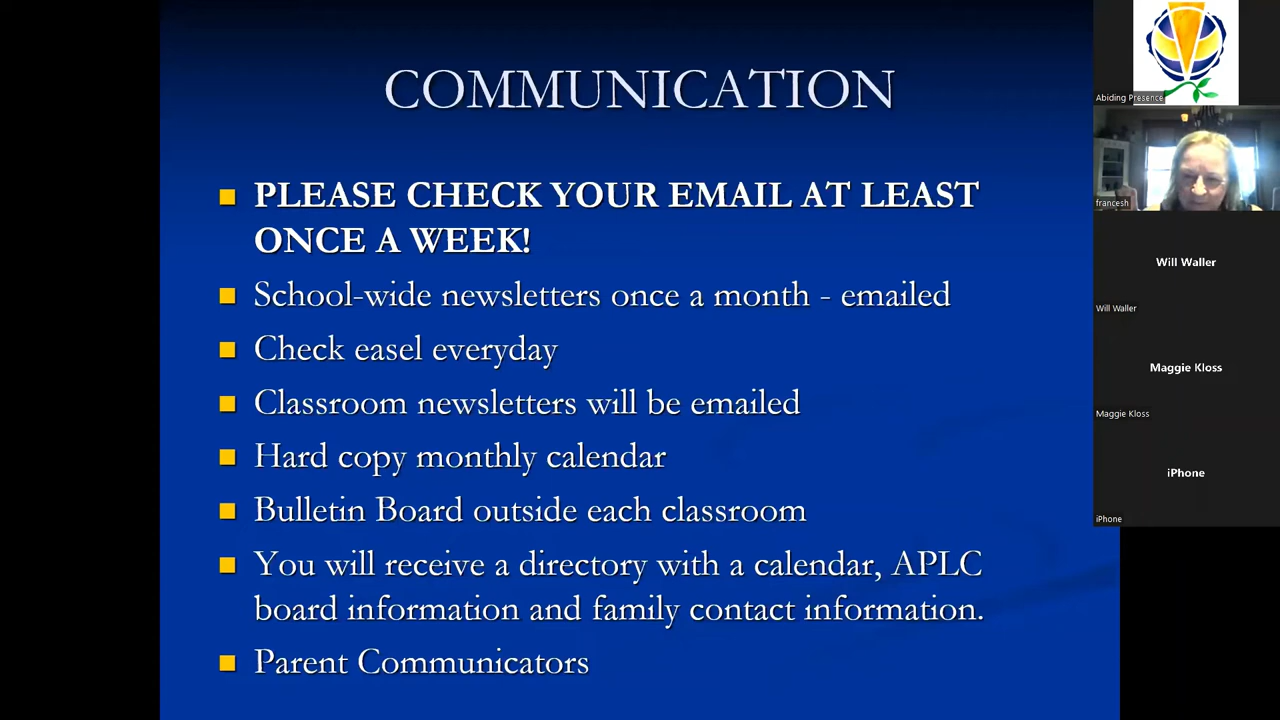 COMMUNICATION
PLEASE CHECK YOUR EMAIL AT LEAST
ONCE A WEEK!
School-wide newsletters once a month - emailed
Check easel everyday
Classroom newsletters will be emailed
Hard copy monthly calendar
Bulletin Board outside each classroom
You will receive a directory with a calendar, APLC
board information and family contact information.
Parent Communicators
Abiding Presence
francesh
Will Waller
Will Waller
Maggie Kloss
Maggie Kloss
iPhone
iPhone